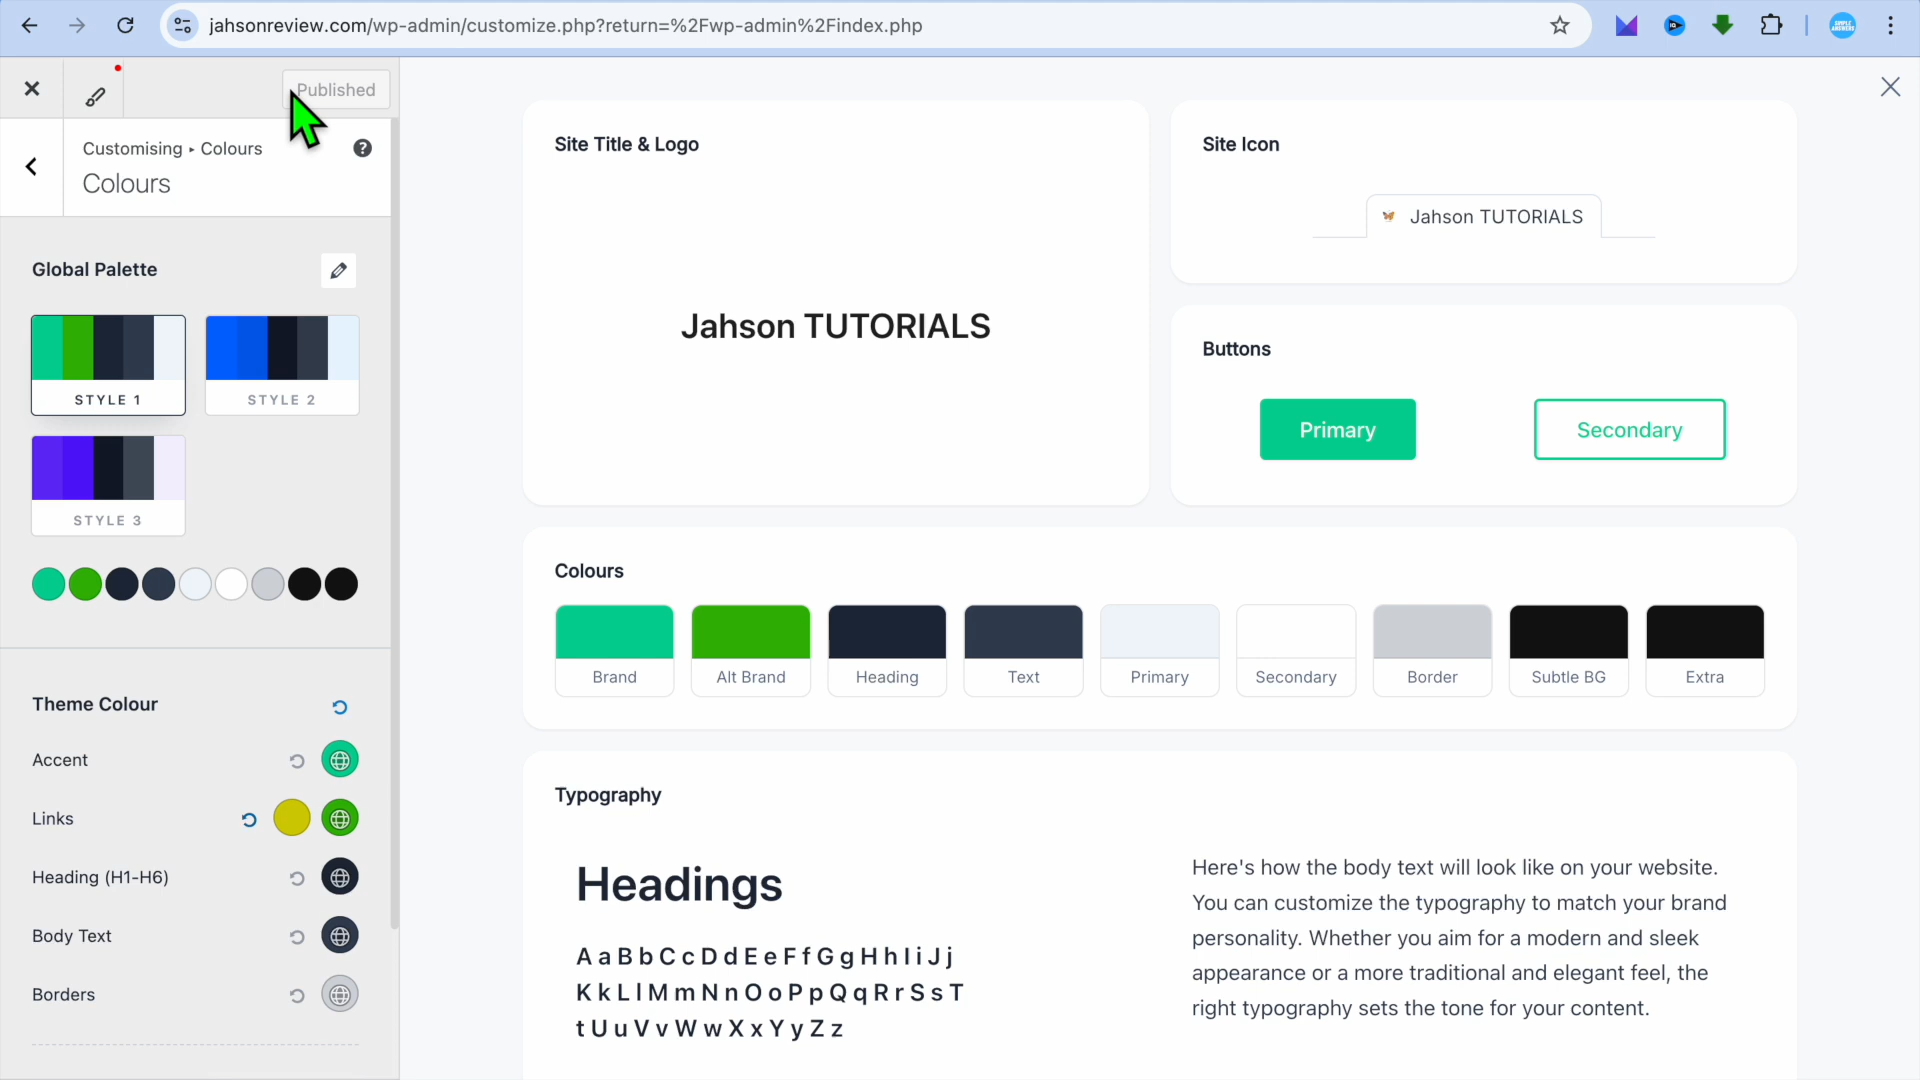 jahsonreview.com/wp-admin/customize.php?return=%2Fwp-admin%2Findex.php
SIMPLE ANSWERS
Published
Customising ▸ Colours
Colours
Global Palette
STYLE 1
STYLE 2
STYLE 3
Theme Colour
Accent
Links
Heading (H1-H6)
Body Text
Borders
Site Title & Logo
Jahson TUTORIALS
Site Icon
Jahson TUTORIALS
Buttons
Primary
Secondary
Colours
Brand
Alt Brand
Heading
Text
Primary
Secondary
Border
Subtle BG
Extra
Typography
Headings
A a B b C c D d E e F f G g H h I i J j
K k L l M m N n O o P p Q q R r S s T
t U u V v W w X x Y y Z z
Here's how the body text will look like on your website.
You can customize the typography to match your brand
personality. Whether you aim for a modern and sleek
appearance or a more traditional and elegant feel, the
right typography sets the tone for your content.